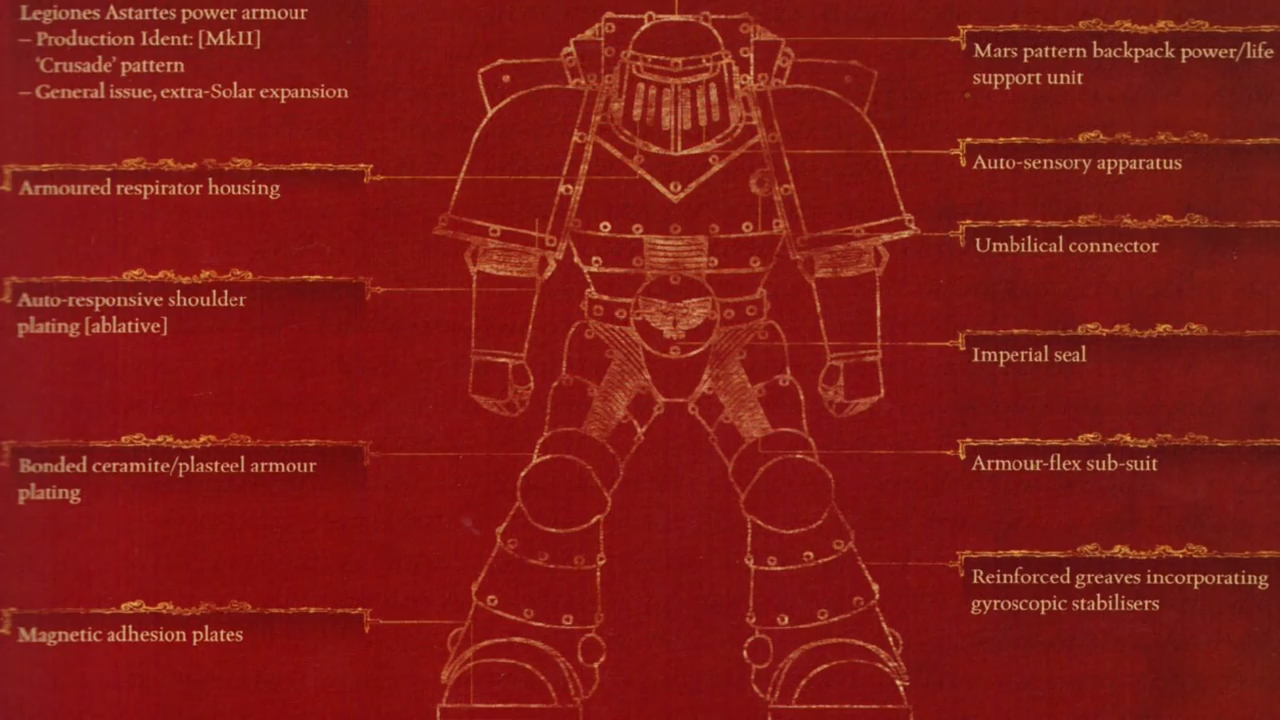 Legiones Astartes power armour
– Production Ident: [MkII]
‘Crusade’ pattern
– General issue, extra-Solar expansion
Armoured respirator housing
Auto-responsive shoulder
plating [ablative]
Bonded ceramite/plasteel armour
plating
Magnetic adhesion plates
Mars pattern backpack power/life
support unit
Auto-sensory apparatus
Umbilical connector
Imperial seal
Armour-flex sub-suit
Reinforced greaves incorporating
gyroscopic stabilisers